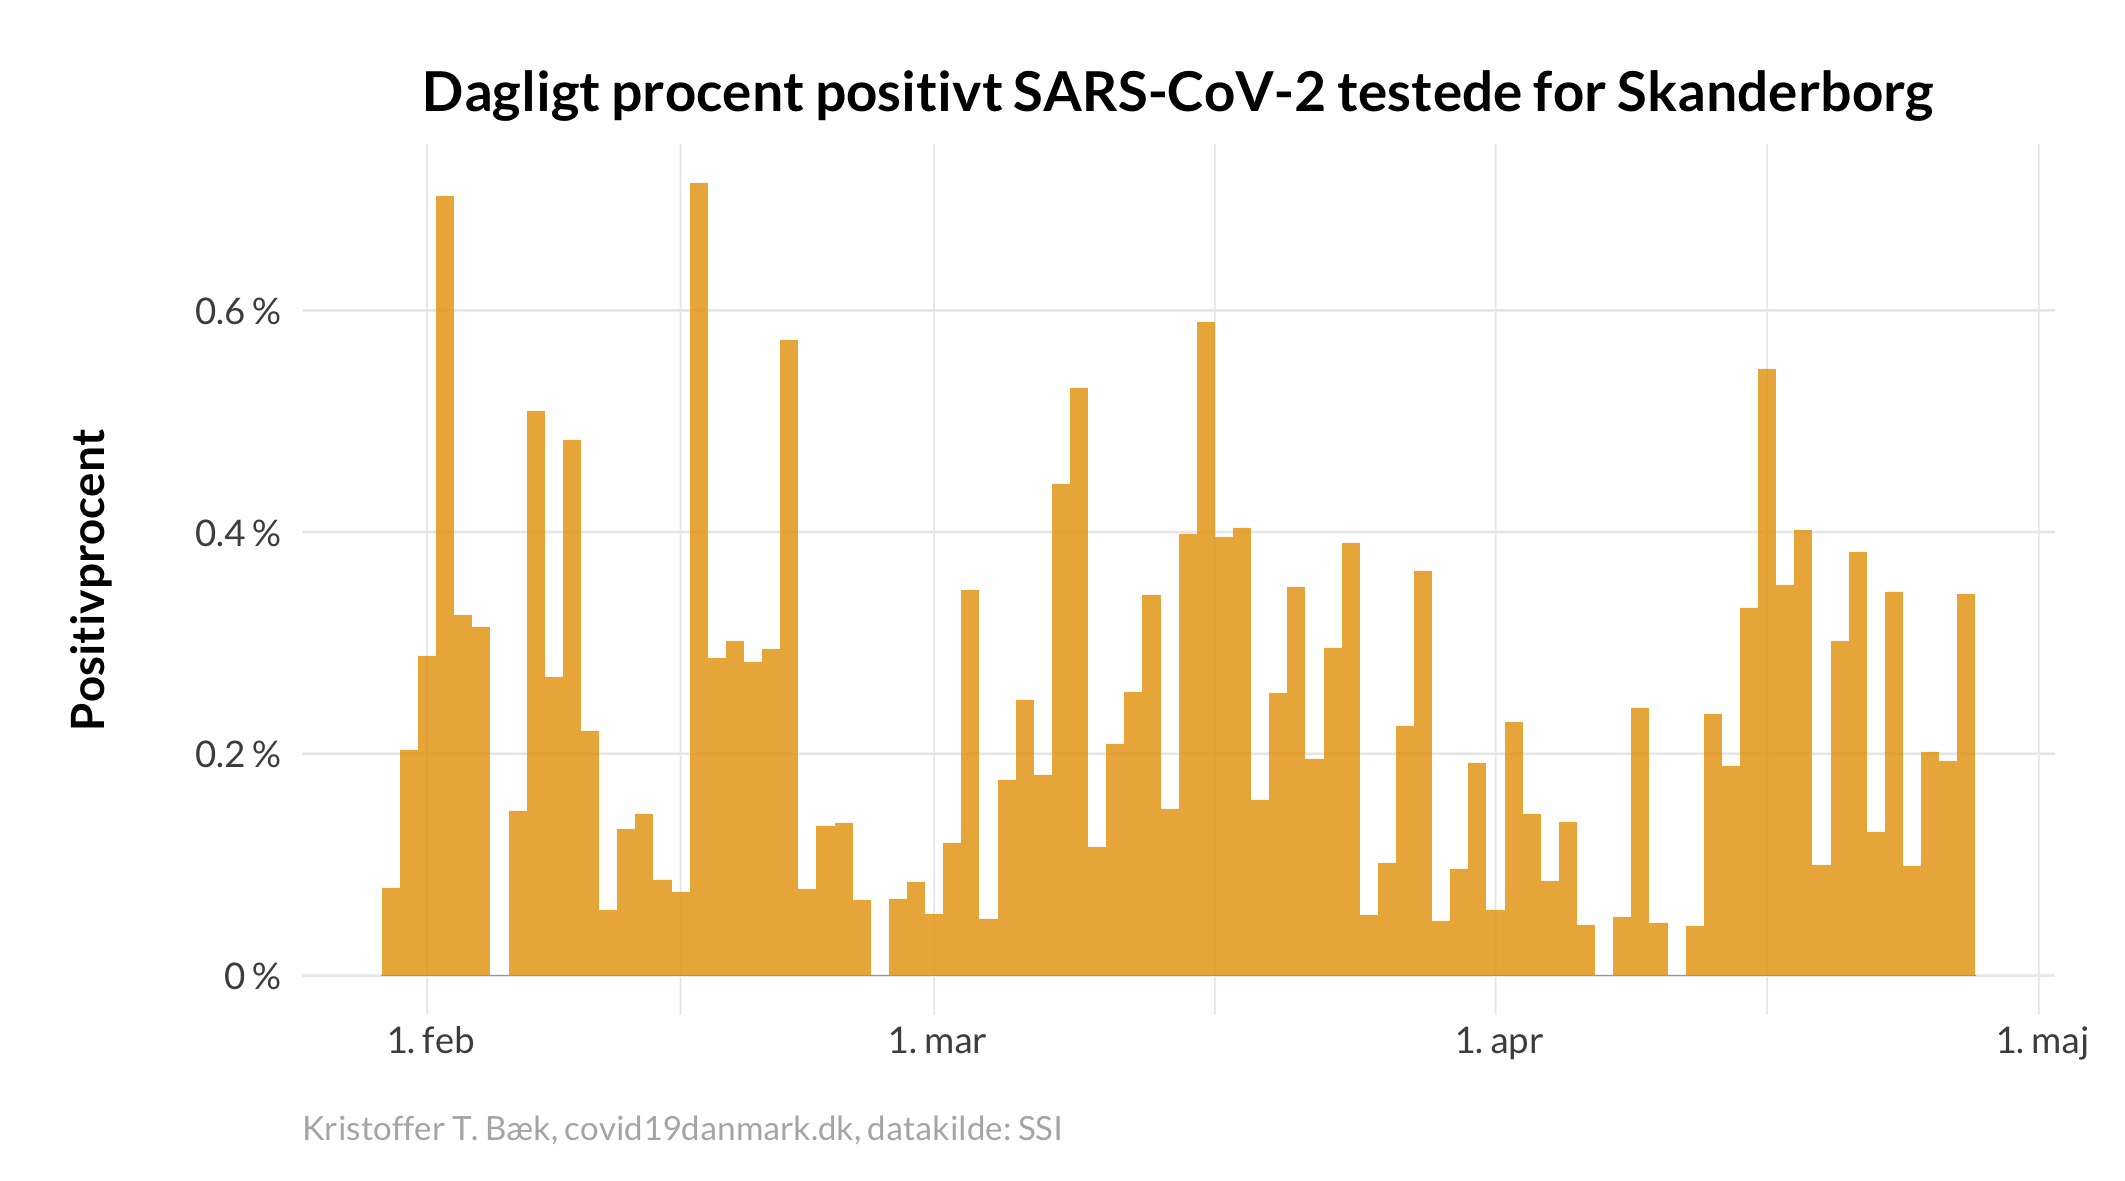 Dagligt procent positivt SARS-CoV-2 testede for Skanderborg
Positivprocent
0.6 %
0.4 %
0.2 %
0 %
1. feb
1. mar
1. apr
1. maj
Kristoffer T. Bæk, covid19danmark.dk, datakilde: SSI